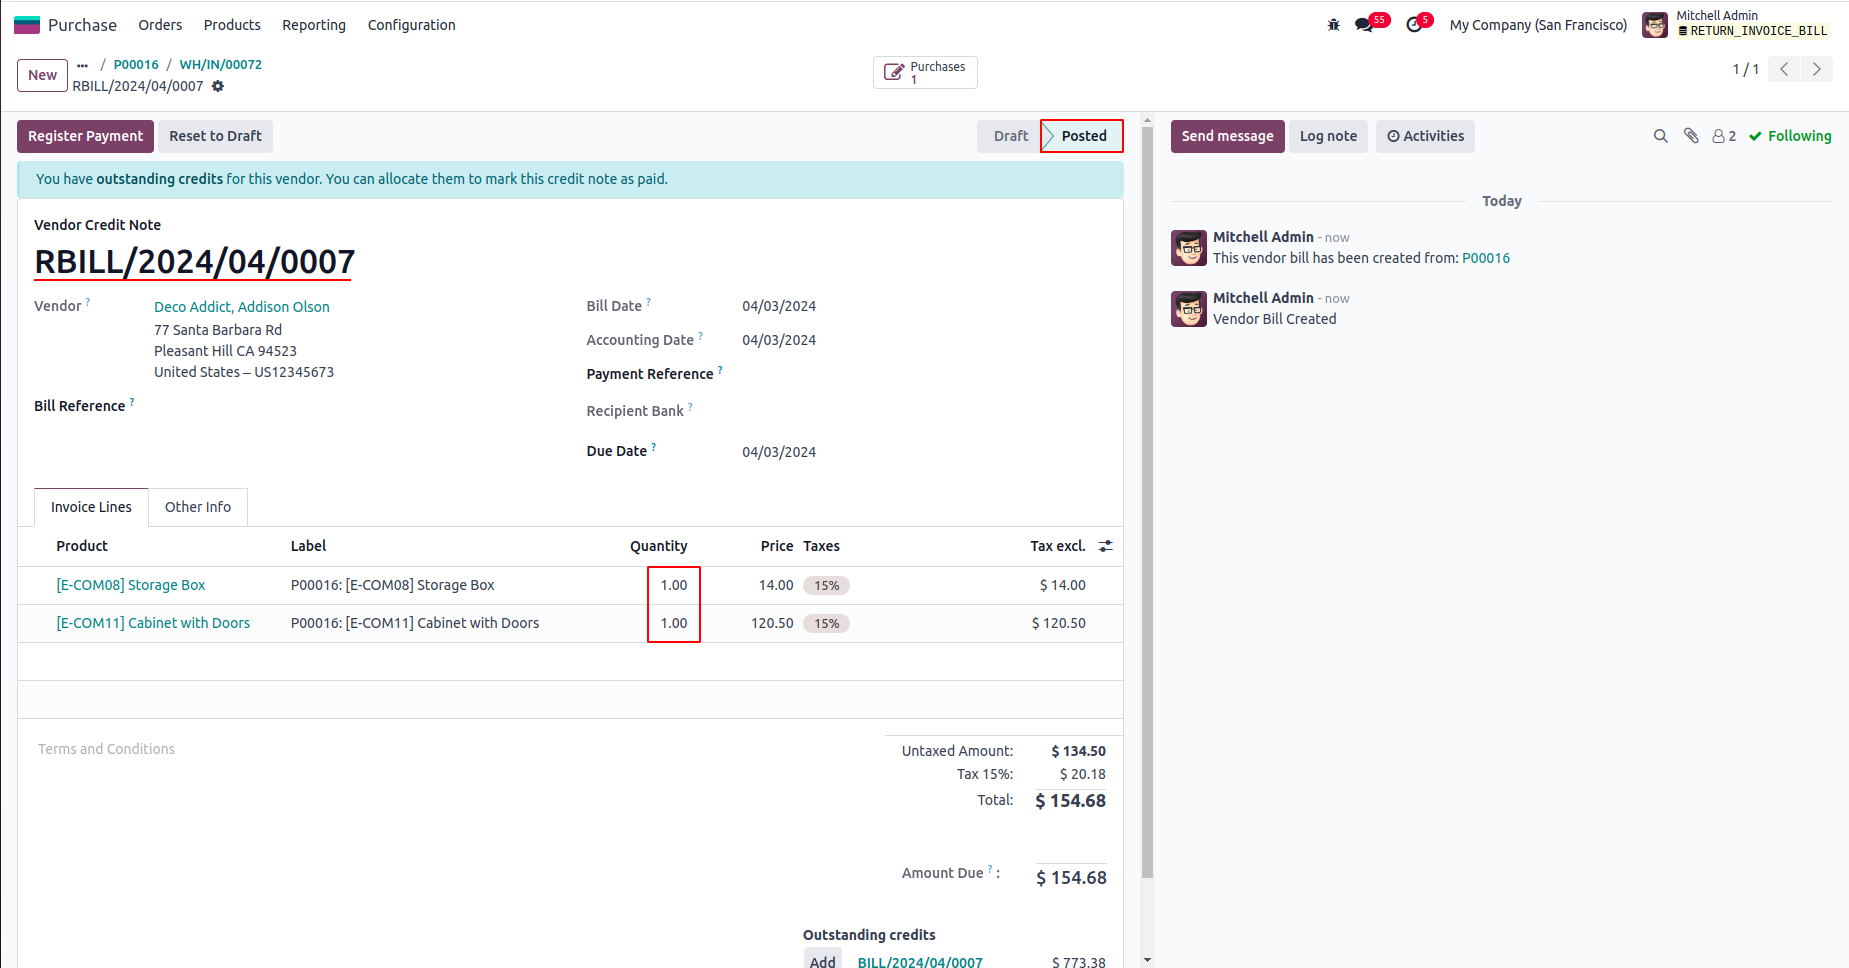 Purchase Orders Products Reporting Configuration 55 5 My Company (San Francisco) Mitchell Admin
RETURN_INVOICE_BILL
New ... / P00016 / WH/IN/00072
RBILL/2024/04/0007
Purchases
1
1 / 1
Register Payment Reset to Draft Draft Posted
You have outstanding credits for this vendor. You can allocate them to mark this credit note as paid.
Vendor Credit Note
RBILL/2024/04/0007
Vendor ? Deco Addict, Addison Olson
77 Santa Barbara Rd
Pleasant Hill CA 94523
United States – US12345673
Bill Reference ?
Bill Date ? 04/03/2024
Accounting Date ? 04/03/2024
Payment Reference ?
Recipient Bank ?
Due Date ? 04/03/2024
Invoice Lines Other Info
Product Label Quantity Price Taxes Tax excl.
[E-COM08] Storage Box P00016: [E-COM08] Storage Box 1.00 14.00 15% $ 14.00
[E-COM11] Cabinet with Doors P00016: [E-COM11] Cabinet with Doors 1.00 120.50 15% $ 120.50
Terms and Conditions
Untaxed Amount: $ 134.50
Tax 15%: $ 20.18
Total: $ 154.68
Amount Due ? : $ 154.68
Outstanding credits
Add BILL/2024/04/0007 $ 773.38
Send message Log note Activities 2 Following
Today
Mitchell Admin - now
This vendor bill has been created from: P00016
Mitchell Admin - now
Vendor Bill Created